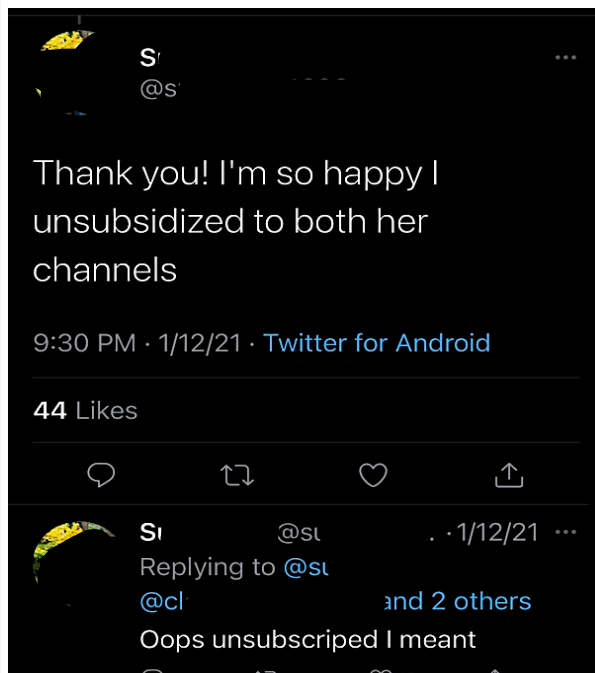 Thank you! I'm so happy I
unsubsidized to both her
channels
9:30 PM · 1/12/21 · Twitter for Android
44 Likes
· 1/12/21
Replying to
and 2 others
Oops unsubscriped I meant